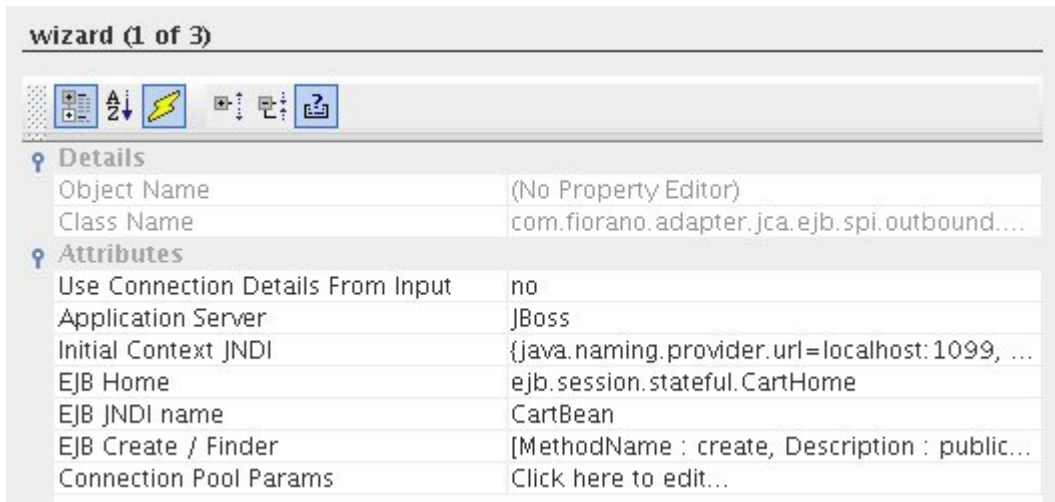 wizard (1 of 3)
Details
Object Name (No Property Editor)
Class Name com.fiorano.adapter.jca.ejb.spi.outbound....
Attributes
Use Connection Details From Input no
Application Server JBoss
Initial Context JNDI {java.naming.provider.url=localhost:1099, ...
EJB Home ejb.session.stateful.CartHome
EJB JNDI name CartBean
EJB Create / Finder [MethodName : create, Description : public...
Connection Pool Params Click here to edit...